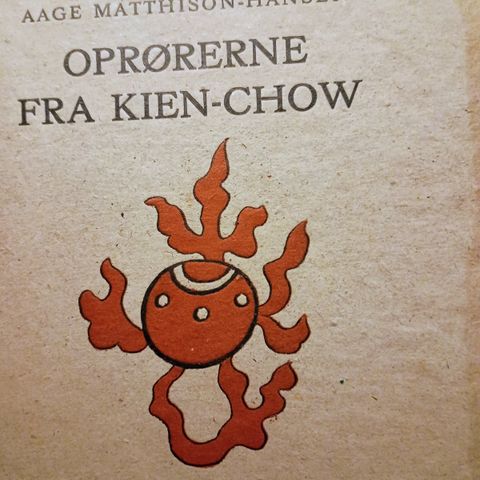 AAGE MATTHISON-HANSEN
OPRØRERNE
FRA KIEN-CHOW